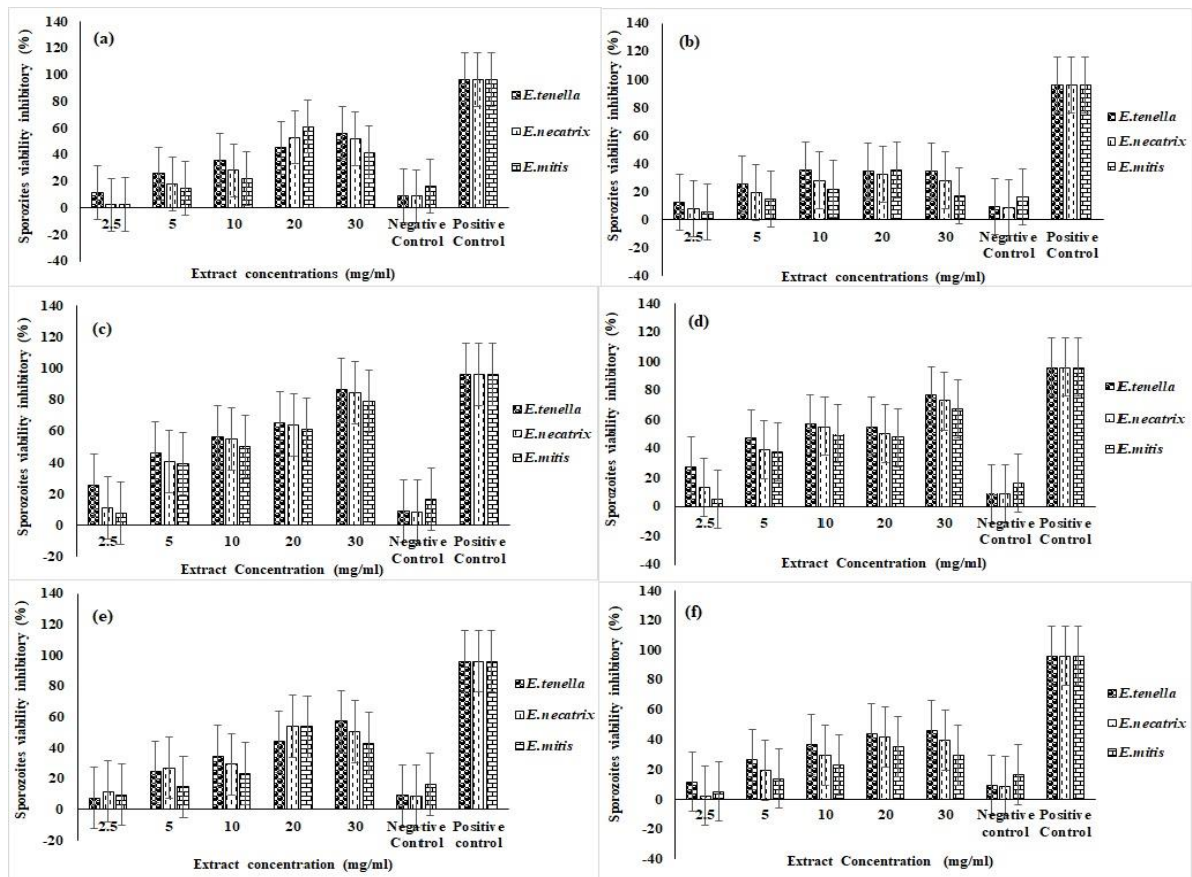 (a)
Sporozites viability inhibitory (%)
140
120
100
80
60
40
20
0
-20
-40
2.5
5
10
20
30
Negative Control
Positive Control
Extract concentrations (mg/ml)
E.tenella
E.necatrix
E.mitis
(b)
Sporozites viability inhibitory (%)
140
120
100
80
60
40
20
0
-20
-40
2.5
5
10
20
30
Negative Control
Positive Control
Extract concentrations (mg/ml)
E.tenella
E.necatrix
E.mitis
(c)
Sporozoites viability inhibitory (%)
140
120
100
80
60
40
20
0
-20
2.5
5
10
20
30
Negative Control
Positive Control
Extract Concentration (mg/ml)
E.tenella
E.necatrix
E.mitis
(d)
Sporozoites viability inhibitory (%)
140
120
100
80
60
40
20
0
-20
-40
2.5
5
10
20
30
Negative Control
Positive Control
Extract Concentration (mg/ml)
E.tenella
E.necatrix
E.mitis
(e)
Sporozoites viability inhibitory (%)
140
120
100
80
60
40
20
0
-20
2.5
5
10
20
30
Negative Control
Positive control
Extract concentration (mg/ml)
E.tenella
E.necatrix
E.mitis
(f)
Sporozoites viability inhibitory (%)
140
120
100
80
60
40
20
0
-20
-40
2.5
5
10
20
30
Negative control
Positive Control
Extract concentration (mg/ml)
E.tenella
E.necatrix
E.mitis